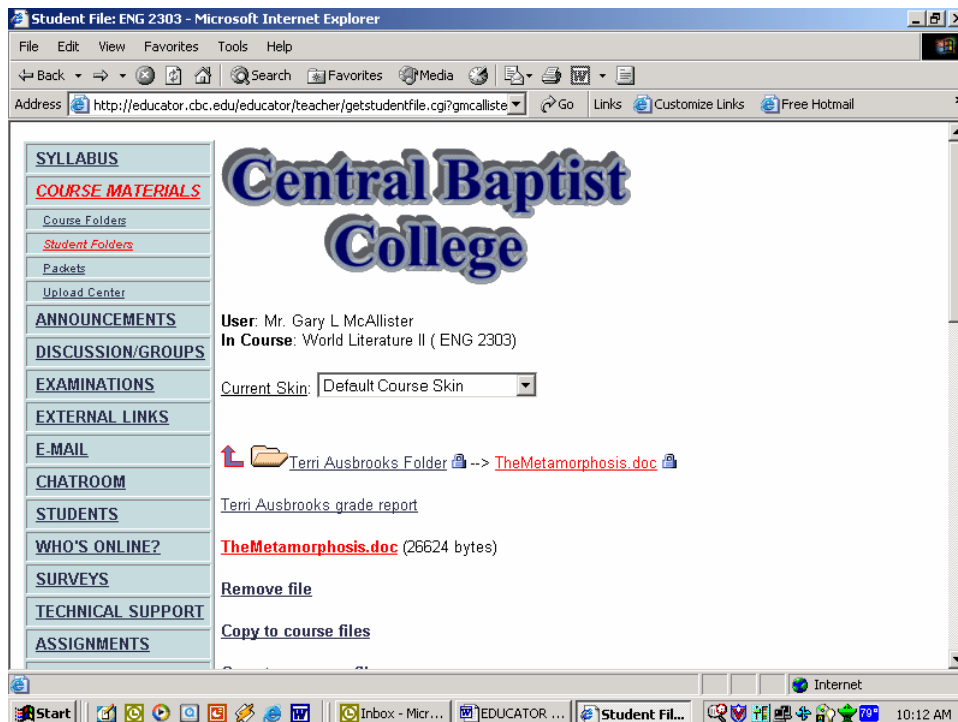 Student File: ENG 2303 - Microsoft Internet Explorer
File Edit View Favorites Tools Help
Back Search Favorites Media
Address http://educator.cbc.edu/educator/teacher/getstudentfile.cgi?gmcalliste Go Links Customize Links Free Hotmail
SYLLABUS
COURSE MATERIALS
Course Folders
Student Folders
Packets
Upload Center
ANNOUNCEMENTS
DISCUSSION/GROUPS
EXAMINATIONS
EXTERNAL LINKS
E-MAIL
CHATROOM
STUDENTS
WHO'S ONLINE?
SURVEYS
TECHNICAL SUPPORT
ASSIGNMENTS
Central Baptist
College
User: Mr. Gary L McAllister
In Course: World Literature II ( ENG 2303)
Current Skin: Default Course Skin
Terri Ausbrooks Folder --> TheMetamorphosis.doc
Terri Ausbrooks grade report
TheMetamorphosis.doc (26624 bytes)
Remove file
Copy to course files
Internet
Start Inbox - Micr... EDUCATOR ... Student Fil... 79° 10:12 AM